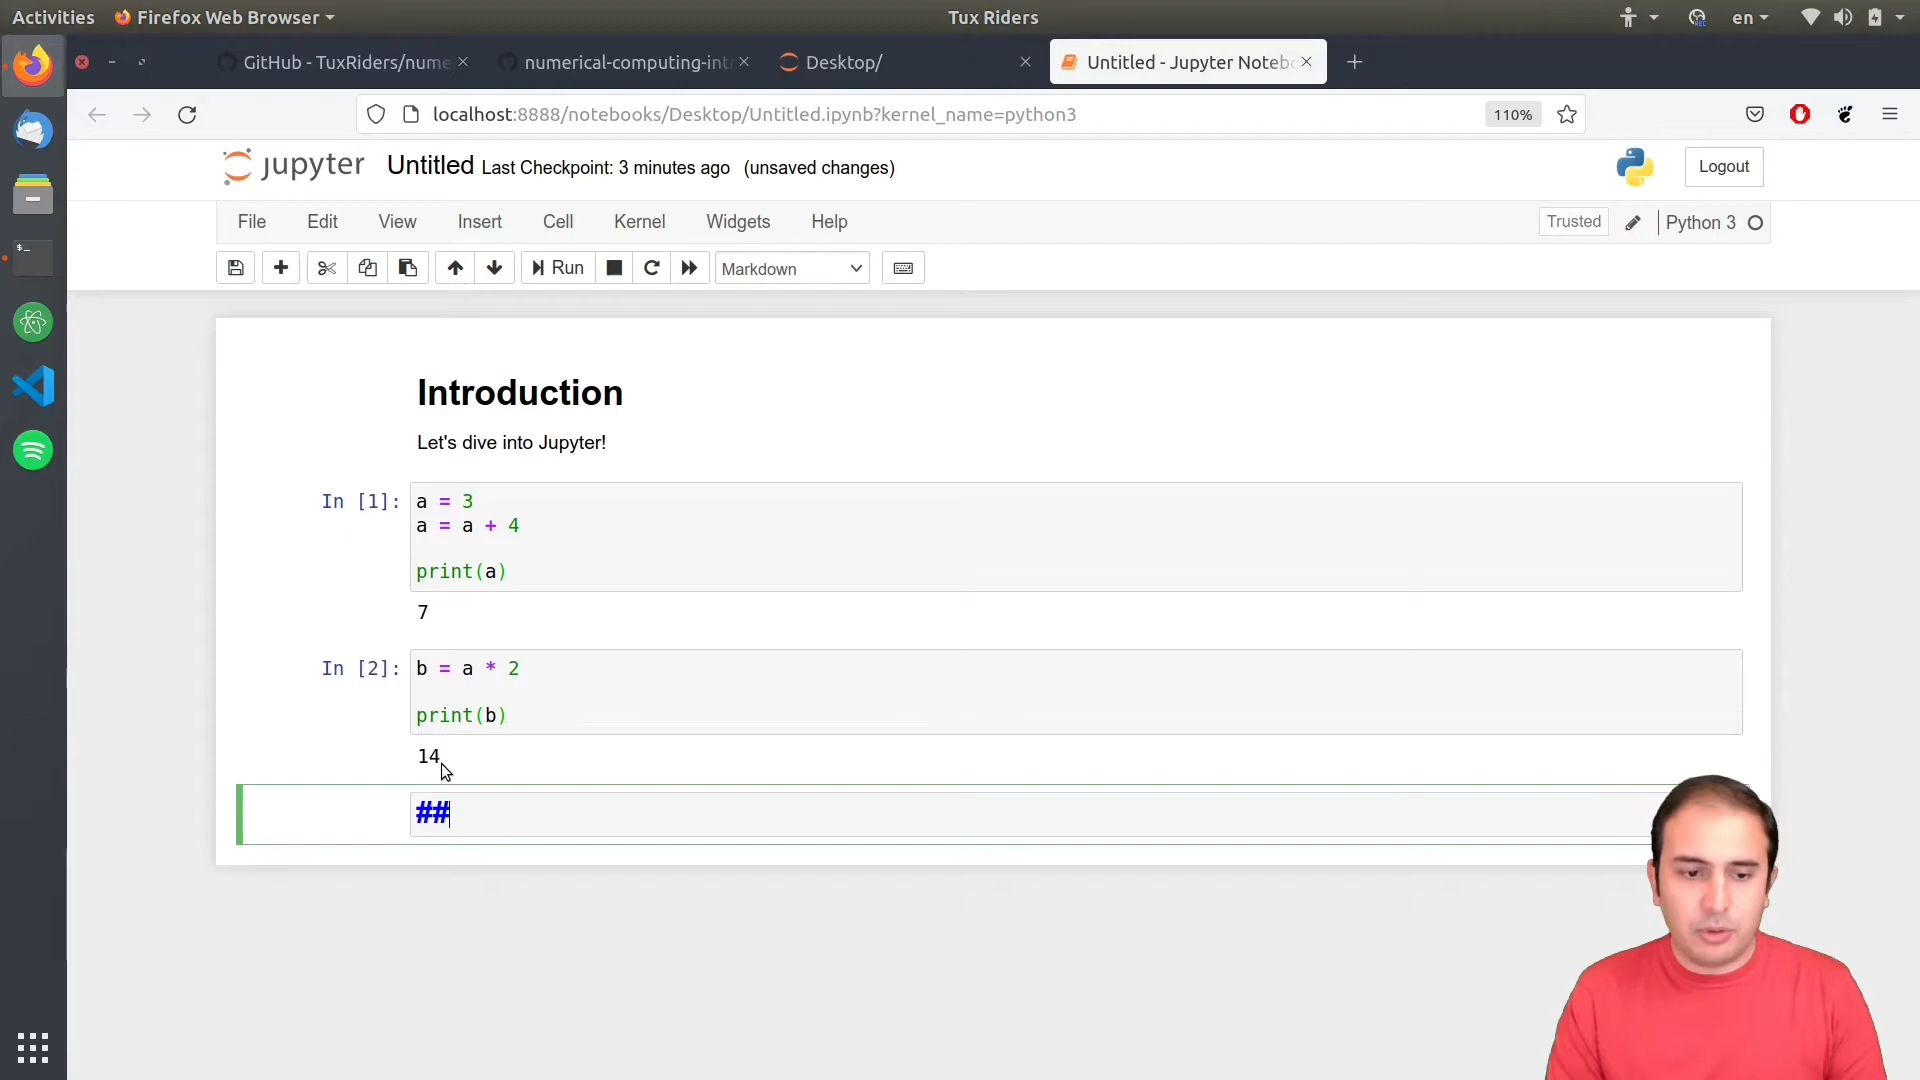 Activities Firefox Web Browser Tux Riders en
GitHub - TuxRiders/nume numerical-computing-int Desktop/ Untitled - Jupyter Noteb
localhost:8888/notebooks/Desktop/Untitled.ipynb?kernel_name=python3 110%
jupyter Untitled Last Checkpoint: 3 minutes ago (unsaved changes) Logout
File Edit View Insert Cell Kernel Widgets Help Trusted Python 3
Run Markdown
Introduction
Let's dive into Jupyter!
In [1]: a = 3
a = a + 4
print(a)
7
In [2]: b = a * 2
print(b)
14
##